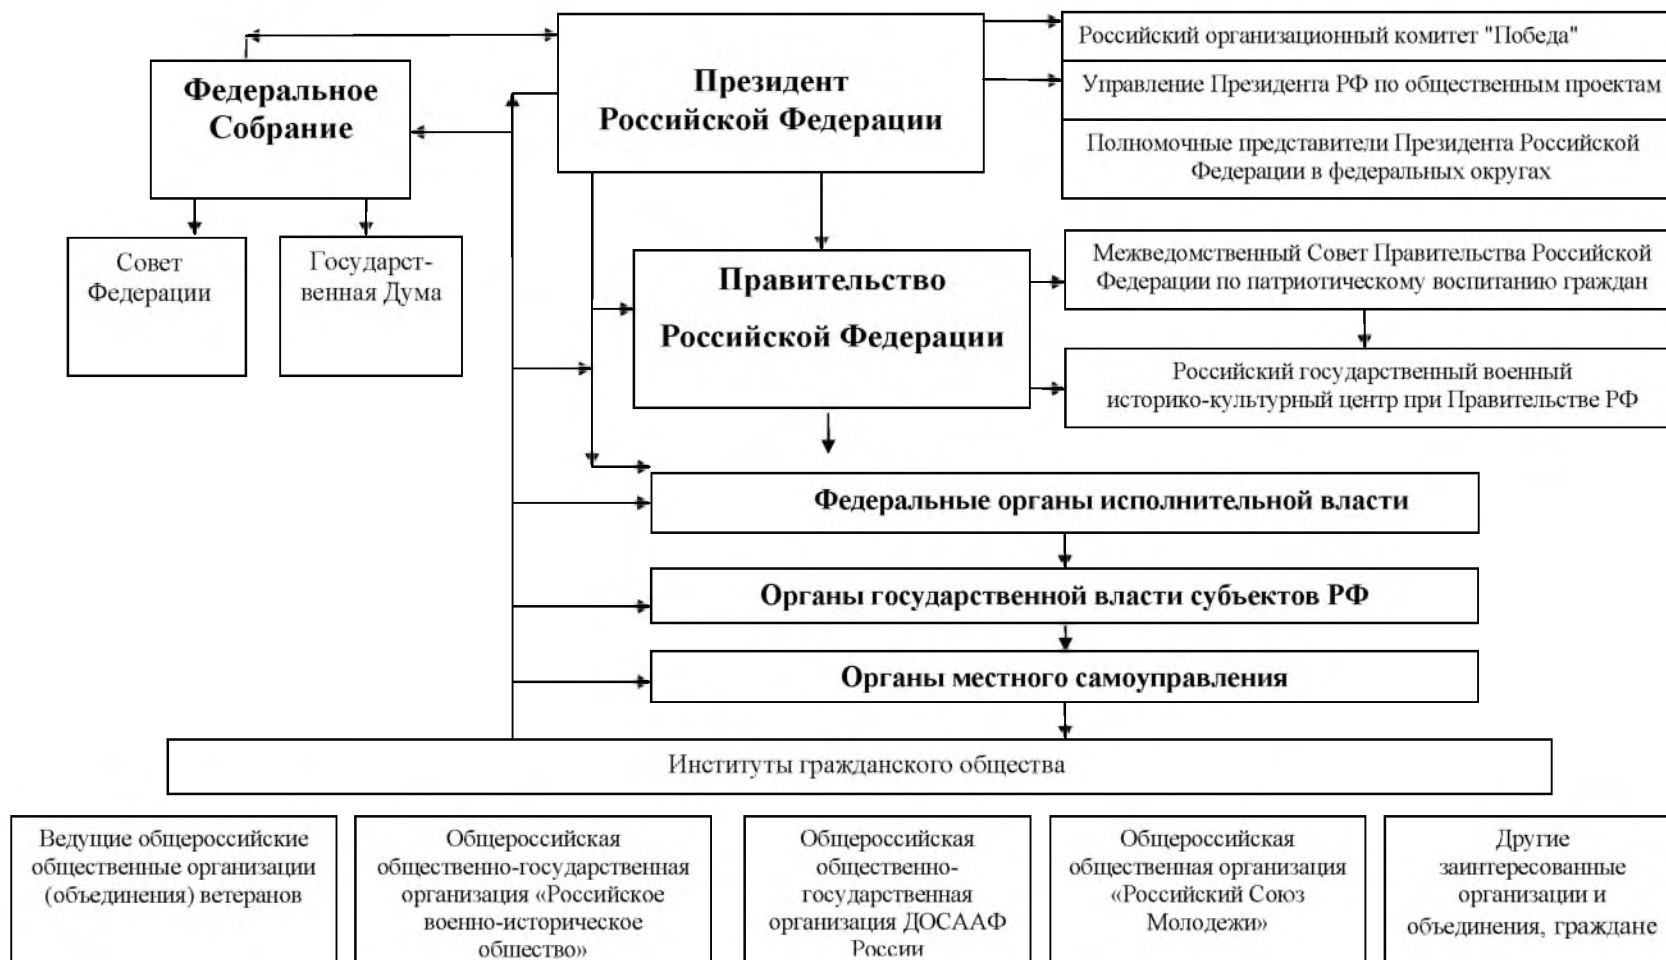 Российский организационный комитет "Победа"
Федеральное
Собрание
Президент
Российской Федерации
Управление Президента РФ по общественным проектам
Полномочные представители Президента Российской
Федерации в федеральных округах
Совет
Федерации
Государст-
венная Дума
Правительство
Российской Федерации
Межведомственный Совет Правительства Российской
Федерации по патриотическому воспитанию граждан
Российский государственный военный
историко-культурный центр при Правительстве РФ
Федеральные органы исполнительной власти
Органы государственной власти субъектов РФ
Органы местного самоуправления
Институты гражданского общества
Ведущие общероссийские
общественные организации
(объединения) ветеранов
Общероссийская
общественно-государственная
организация «Российское
военно-историческое
общество»
Общероссийская
общественно-
государственная
организация ДОСААФ
России
Общероссийская
общественная организация
«Российский Союз
Молодежи»
Другие
заинтересованные
организации и
объединения, граждане